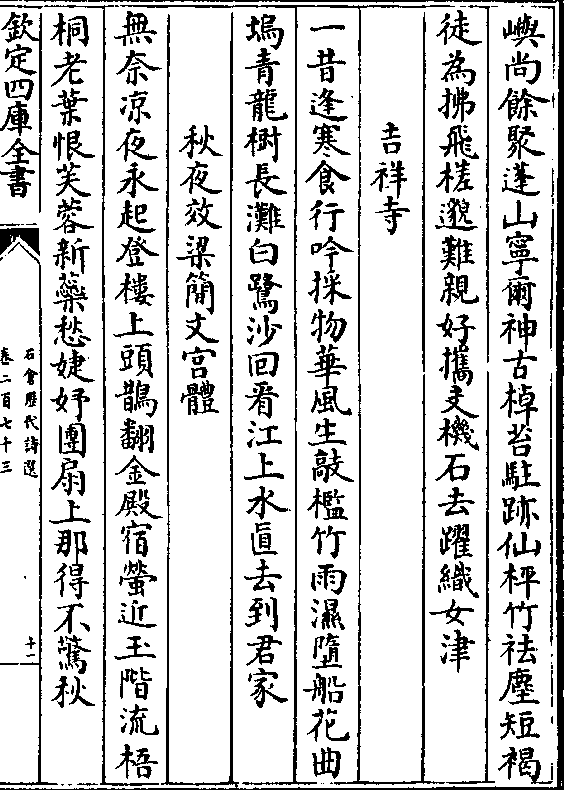 嶼尚餘聚蓬山寧爾神古棹苔駐跡仙枰竹祛塵短褐
徒為拂飛槎邈難親好攜支機石去躍織女津
吉祥寺
一昔逢寒食行吟採物華風生敲檻竹雨濕墮船花曲
塢青龍樹長灘白鷺沙回看江上水直去到君家
秋夜效梁簡文宮體
無奈凉夜永起登樓上頭鵲翻金殿宿螢近玉階流梧
桐老葉恨芙蓉新蘂愁婕妤團扇上那得不驚秋
欽定四庫全書
石倉歷代詩選
卷二百七十三
十一